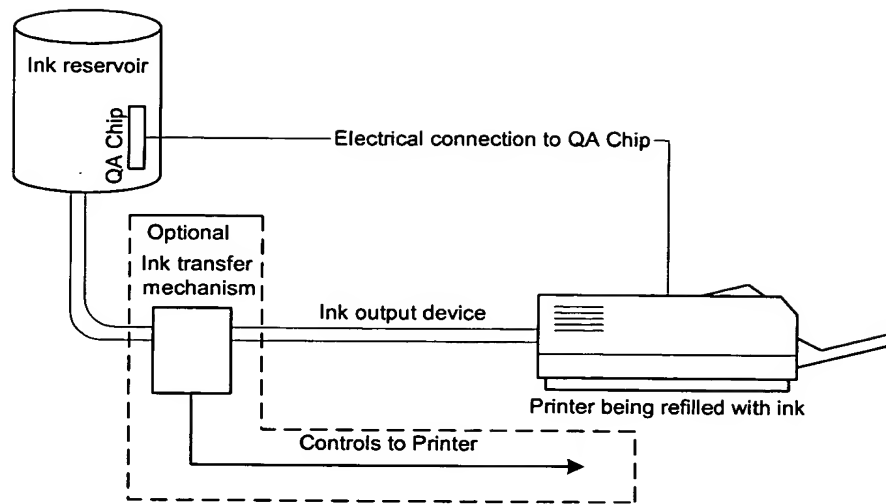 Ink reservoir
QA Chip
Electrical connection to QA Chip
Optional
Ink transfer
mechanism
Ink output device
Printer being refilled with ink
Controls to Printer